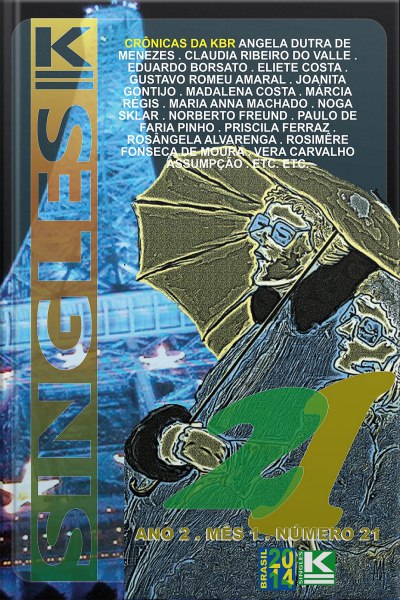 SINGLES K
CRÔNICAS DA KBR ANGELA DUTRA DE
MENEZES . CLAUDIA RIBEIRO DO VALLE .
EDUARDO BORSATO . ELIETE COSTA .
GUSTAVO ROMEU AMARAL . JOANITA
GONTIJO . MADALENA COSTA . MÁRCIA
RÉGIS . MARIA ANNA MACHADO . NOGA
SKLAR . NORBERTO FREUND . PAULO DE
FARIA PINHO . PRISCILA FERRAZ .
ROSÂNGELA ALVARENGA . ROSIMÈRE
FONSECA DE MOURA . VERA CARVALHO
ASSUMPÇÃO . ETC. ETC.
21
ANO 2 . MÊS 1 . NÚMERO 21
BRASIL
20
14
SINGLES
K